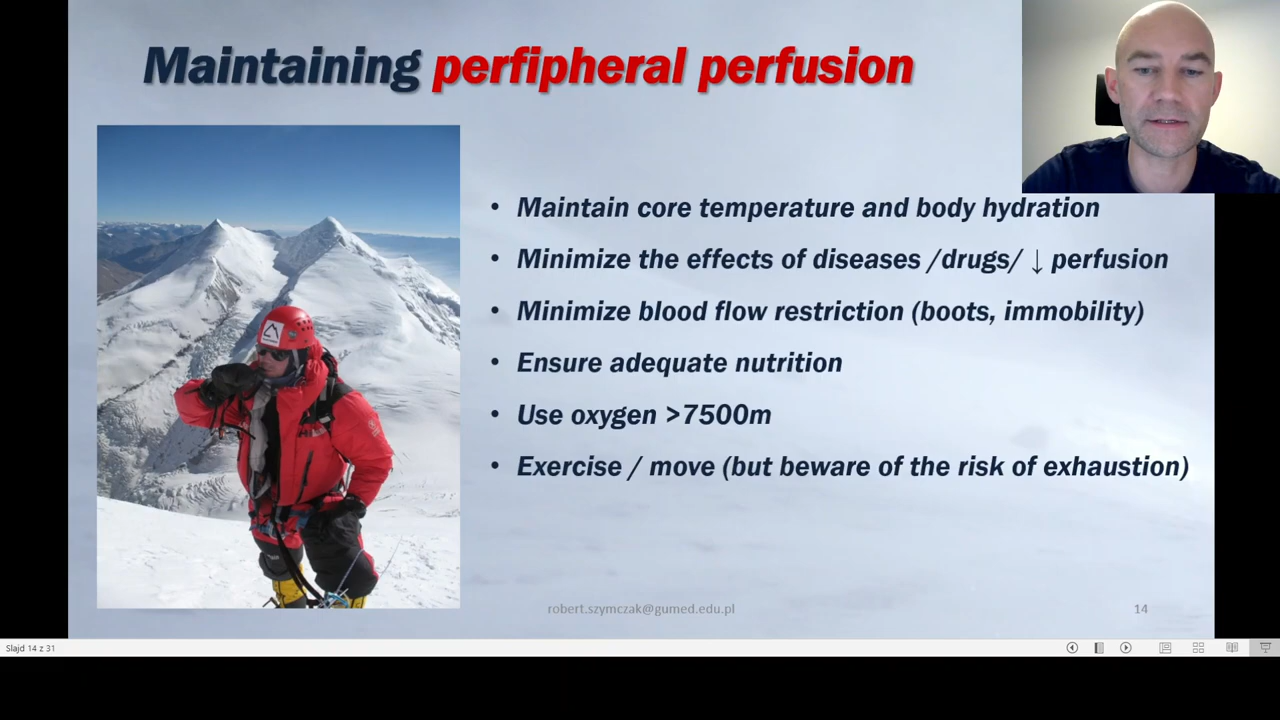 Maintaining perfipheral perfusion
• Maintain core temperature and body hydration
• Minimize the effects of diseases /drugs/ ↓ perfusion
• Minimize blood flow restriction (boots, immobility)
• Ensure adequate nutrition
• Use oxygen >7500m
• Exercise / move (but beware of the risk of exhaustion)
robert.szymczak@gumed.edu.pl
14
Slajd 14 z 31